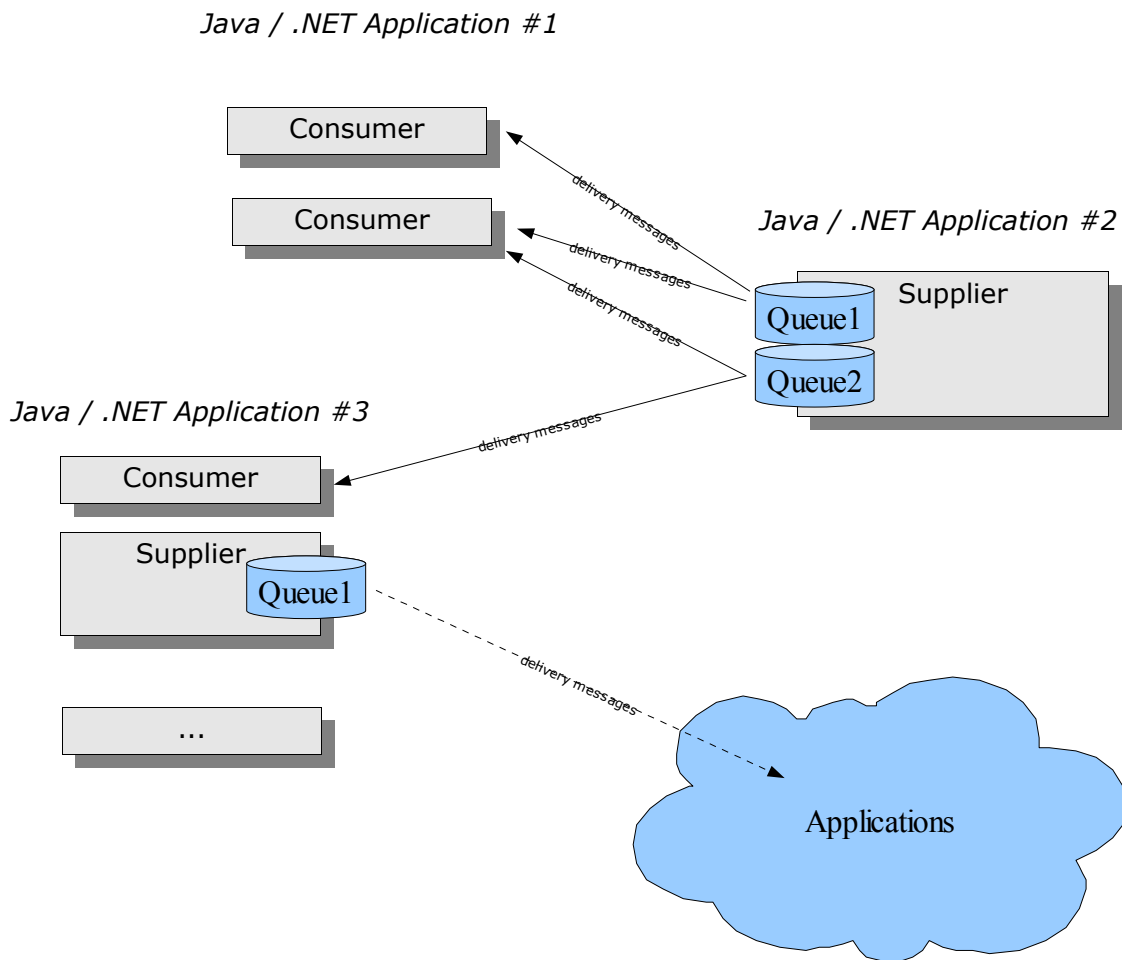 Java / .NET Application #1
Consumer
delivery messages
Consumer
Java / .NET Application #2
delivery messages
Supplier
delivery messages
Queue1
Queue2
Java / .NET Application #3
delivery messages
Consumer
Supplier
Queue1
delivery messages
...
Applications